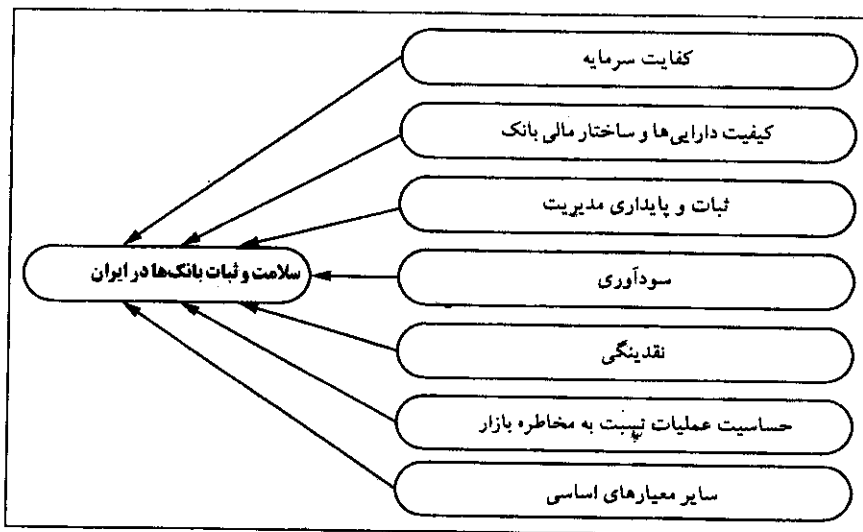 کفایت سرمایه
کیفیت دارایی‌ها و ساختار مالی بانک
ثبات و پایداری مدیریت
سلامت و ثبات بانک‌ها در ایران
سودآوری
نقدینگی
حساسیت عملیات نسبت به مخاطره بازار
سایر معیارهای اساسی